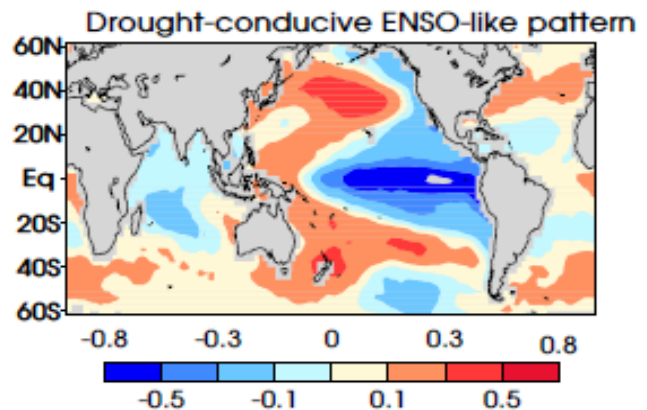 Drought-conducive ENSO-like pattern
60N
40N
20N
Eq
20S
40S
60S
-0.8 -0.3 0 0.3 0.8
-0.5 -0.1 0.1 0.5